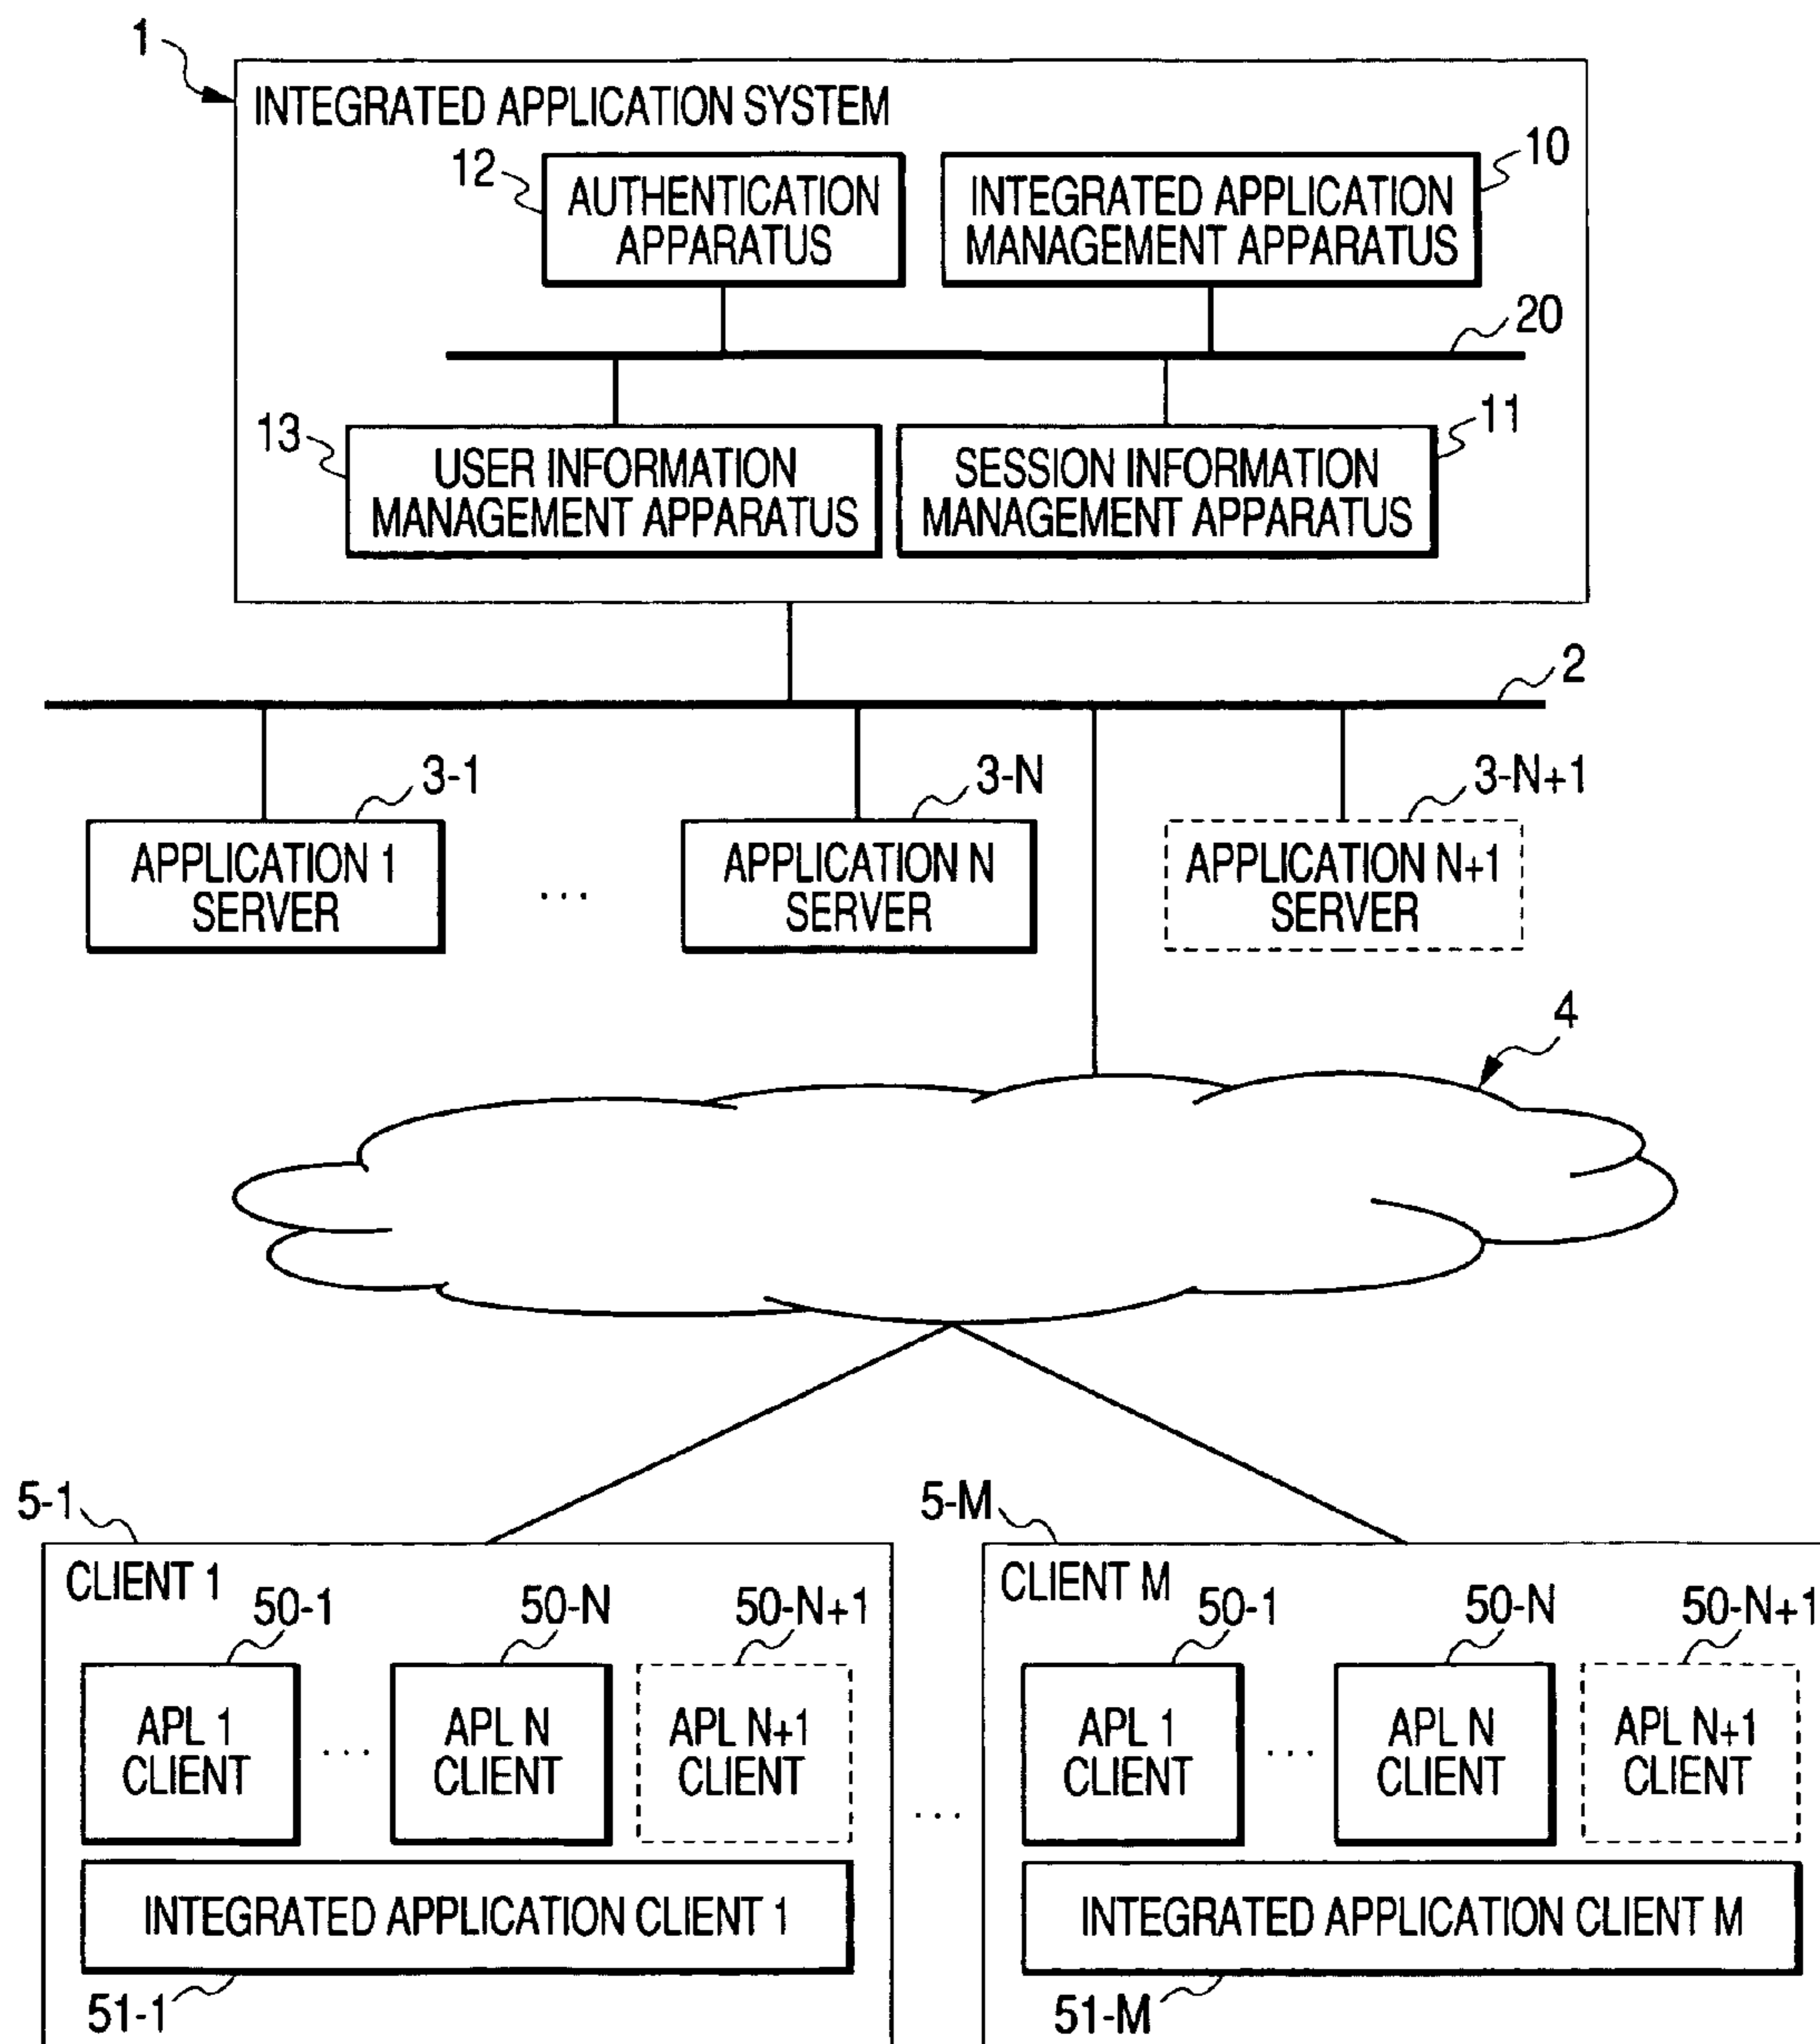 1
INTEGRATED APPLICATION SYSTEM
12
10
AUTHENTICATION
APPARATUS
INTEGRATED APPLICATION
MANAGEMENT APPARATUS
20
13
11
USER INFORMATION
MANAGEMENT APPARATUS
SESSION INFORMATION
MANAGEMENT APPARATUS
2
3-1
3-N
3-N+1
APPLICATION 1
SERVER
...
APPLICATION N
SERVER
APPLICATION N+1
SERVER
4
5-1
5-M
CLIENT 1
50-1
50-N
50-N+1
APL 1
CLIENT
...
APL N
CLIENT
APL N+1
CLIENT
INTEGRATED APPLICATION CLIENT 1
51-1
...
CLIENT M
50-1
50-N
50-N+1
APL 1
CLIENT
...
APL N
CLIENT
APL N+1
CLIENT
INTEGRATED APPLICATION CLIENT M
51-M